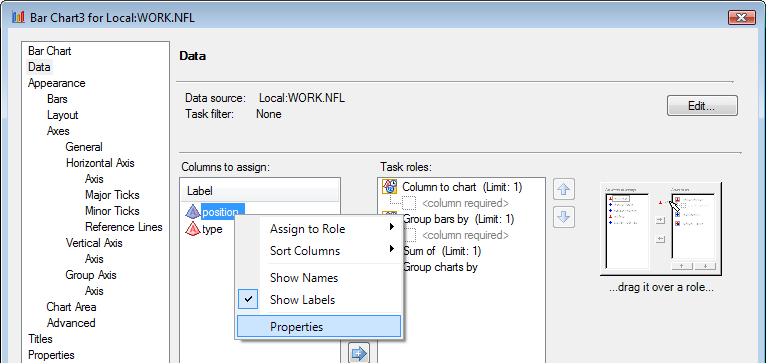 Bar Chart3 for Local:WORK.NFL
Bar Chart
Data
Appearance
Bars
Layout
Axes
General
Horizontal Axis
Axis
Major Ticks
Minor Ticks
Reference Lines
Vertical Axis
Axis
Group Axis
Axis
Chart Area
Advanced
Titles
Properties
Data
Data source: Local:WORK.NFL
Task filter: None
Edit...
Columns to assign:
Label
position
type
Assign to Role
Sort Columns
Show Names
Show Labels
Properties
Task roles:
Column to chart (Limit: 1)
<column required>
Group bars by (Limit: 1)
<column required>
Sum of (Limit: 1)
Group charts by
...drag it over a role...